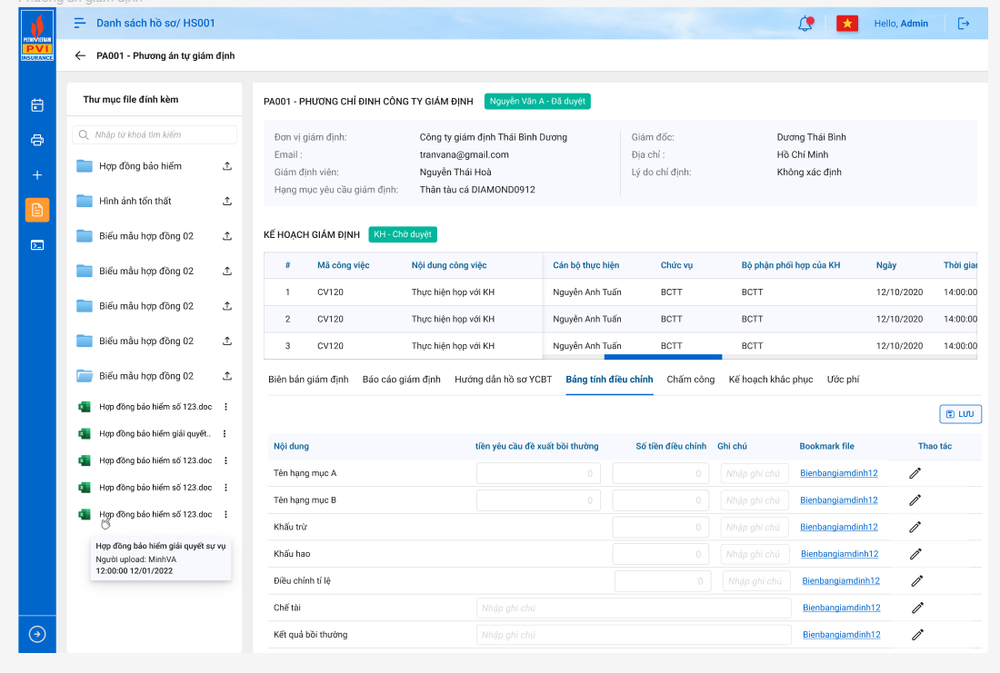 Phương án giám định
PETROVIETNAM
PVI
INSURANCE
Danh sách hồ sơ/ HS001
Hello, Admin
PA001 - Phương án tự giám định
Thư mục file đính kèm
Nhập từ khoá tìm kiếm
Hợp đồng bảo hiểm
Hình ảnh tổn thất
Biểu mẫu hợp đồng 02
Biểu mẫu hợp đồng 02
Biểu mẫu hợp đồng 02
Biểu mẫu hợp đồng 02
Biểu mẫu hợp đồng 02
Hợp đồng bảo hiểm số 123.doc
Hợp đồng bảo hiểm giải quyết..
Hợp đồng bảo hiểm số 123.doc
Hợp đồng bảo hiểm số 123.doc
Hợp đồng bảo hiểm số 123.doc
Hợp đồng bảo hiểm giải quyết sự vụ
Người upload: MinhVA
12:00:00 12/01/2022
PA001 - PHƯƠNG CHỈ ĐINH CÔNG TY GIÁM ĐỊNH Nguyễn Văn A - Đã duyệt
Đơn vị giám định: Công ty giám định Thái Bình Dương Giám đốc: Dương Thái Bình
Email : tranvana@gmail.com Địa chỉ : Hồ Chí Minh
Giám định viên: Nguyễn Thái Hoà Lý do chỉ định: Không xác định
Hạng mục yêu cầu giám định: Thân tàu cá DIAMOND0912
KẾ HOẠCH GIÁM ĐỊNH KH - Chờ duyệt
# Mã công việc Nội dung công việc Cán bộ thực hiện Chức vụ Bộ phận phối hợp của KH Ngày Thời gian
1 CV120 Thực hiện họp với KH Nguyễn Anh Tuấn BCTT BCTT 12/10/2020 14:00:00
2 CV120 Thực hiện họp với KH Nguyễn Anh Tuấn BCTT BCTT 12/10/2020 14:00:00
3 CV120 Thực hiện họp với KH Nguyễn Anh Tuấn BCTT BCTT 12/10/2020 14:00:00
Biên bản giám định Báo cáo giám định Hướng dẫn hồ sơ YCBT Bảng tính điều chỉnh Chấm công Kế hoạch khắc phục Ước phí
LƯU
Nội dung tiền yêu cầu đề xuất bồi thường Số tiền điều chỉnh Ghi chú Bookmark file Thao tác
Tên hạng mục A 0 0 Nhập ghi chú Bienbangiamdinh12
Tên hạng mục B 0 0 Nhập ghi chú Bienbangiamdinh12
Khấu trừ 0 Nhập ghi chú Bienbangiamdinh12
Khấu hao 0 Nhập ghi chú Bienbangiamdinh12
Điều chỉnh tỉ lệ 0 Nhập ghi chú Bienbangiamdinh12
Chế tài Nhập ghi chú Bienbangiamdinh12
Kết quả bồi thường Nhập ghi chú Bienbangiamdinh12